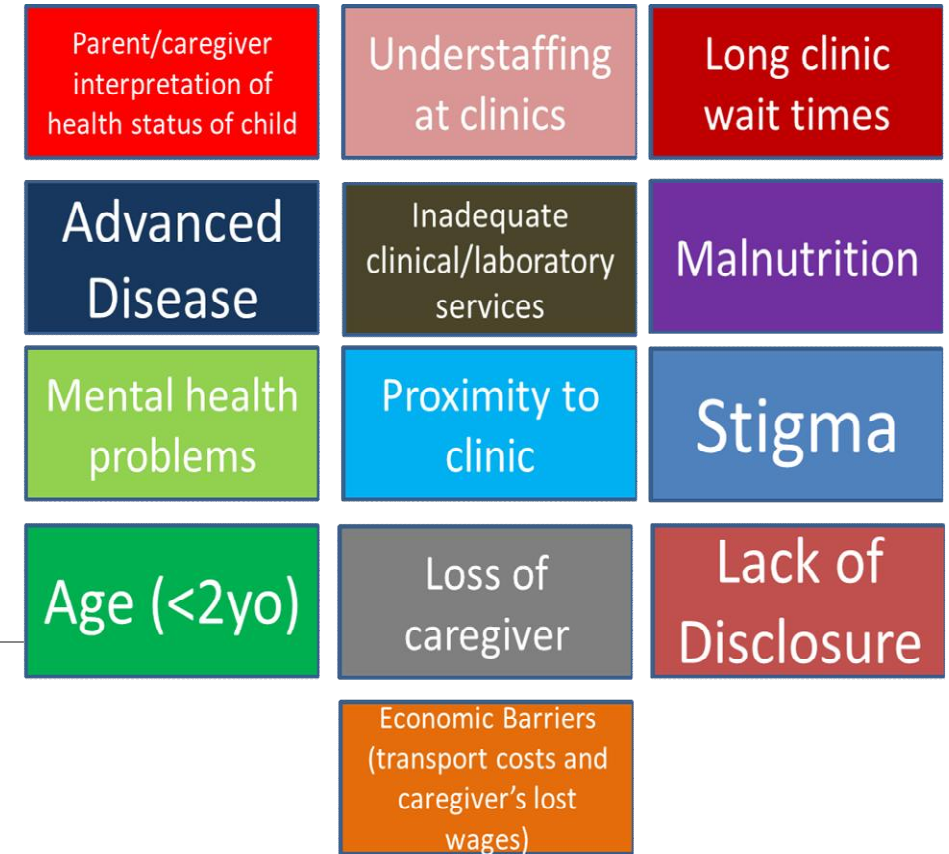 Parent/caregiver
interpretation of
health status of child
Understaffing
at clinics
Long clinic
wait times
Advanced
Disease
Inadequate
clinical/laboratory
services
Malnutrition
Mental health
problems
Proximity to
clinic
Stigma
Age (<2yo)
Loss of
caregiver
Lack of
Disclosure
Economic Barriers
(transport costs and
caregiver’s lost
wages)